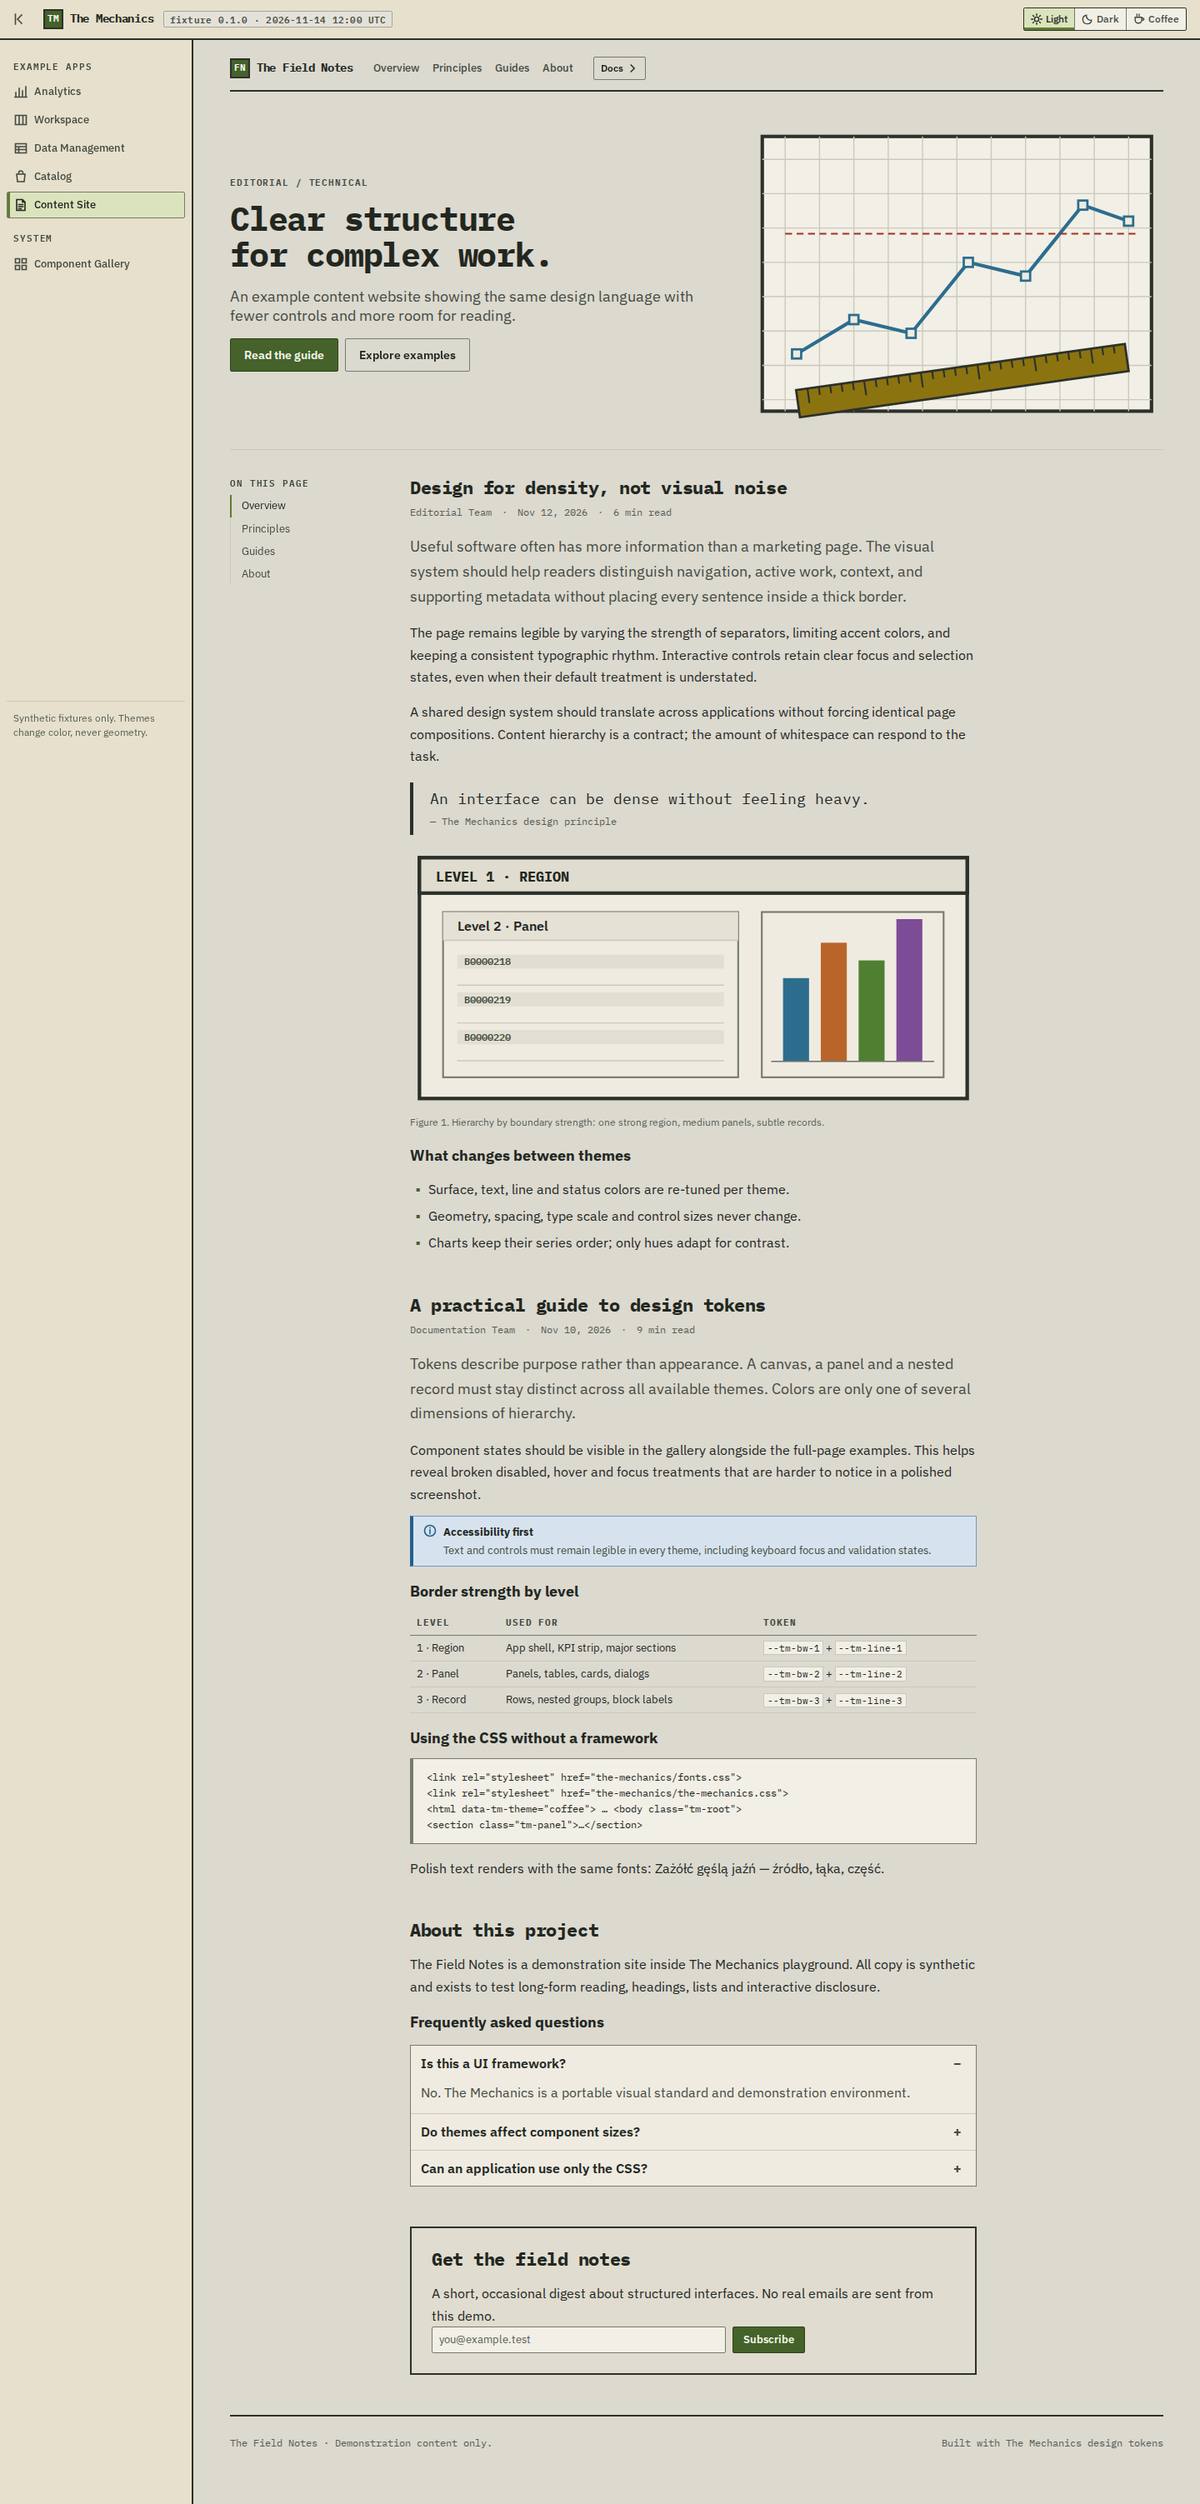 TM The Mechanics fixture 0.1.0 · 2026-11-14 12:00 UTC Light Dark Coffee
EXAMPLE APPS
Analytics
Workspace
Data Management
Catalog
Content Site
SYSTEM
Component Gallery
Synthetic fixtures only. Themes
change color, never geometry.
FN The Field Notes Overview Principles Guides About Docs
EDITORIAL / TECHNICAL
Clear structure
for complex work.
An example content website showing the same design language with
fewer controls and more room for reading.
Read the guide Explore examples
ON THIS PAGE
Overview
Principles
Guides
About
Design for density, not visual noise
Editorial Team · Nov 12, 2026 · 6 min read
Useful software often has more information than a marketing page. The visual
system should help readers distinguish navigation, active work, context, and
supporting metadata without placing every sentence inside a thick border.
The page remains legible by varying the strength of separators, limiting accent colors, and
keeping a consistent typographic rhythm. Interactive controls retain clear focus and selection
states, even when their default treatment is understated.
A shared design system should translate across applications without forcing identical page
compositions. Content hierarchy is a contract; the amount of whitespace can respond to the
task.
An interface can be dense without feeling heavy.
— The Mechanics design principle
LEVEL 1 · REGION
Level 2 · Panel
B0000218
B0000219
B0000220
Figure 1. Hierarchy by boundary strength: one strong region, medium panels, subtle records.
What changes between themes
▪ Surface, text, line and status colors are re-tuned per theme.
▪ Geometry, spacing, type scale and control sizes never change.
▪ Charts keep their series order; only hues adapt for contrast.
A practical guide to design tokens
Documentation Team · Nov 10, 2026 · 9 min read
Tokens describe purpose rather than appearance. A canvas, a panel and a nested
record must stay distinct across all available themes. Colors are only one of several
dimensions of hierarchy.
Component states should be visible in the gallery alongside the full-page examples. This helps
reveal broken disabled, hover and focus treatments that are harder to notice in a polished
screenshot.
Accessibility first
Text and controls must remain legible in every theme, including keyboard focus and validation states.
Border strength by level
LEVEL USED FOR TOKEN
1 · Region App shell, KPI strip, major sections --tm-bw-1 + --tm-line-1
2 · Panel Panels, tables, cards, dialogs --tm-bw-2 + --tm-line-2
3 · Record Rows, nested groups, block labels --tm-bw-3 + --tm-line-3
Using the CSS without a framework
<link rel="stylesheet" href="the-mechanics/fonts.css">
<link rel="stylesheet" href="the-mechanics/the-mechanics.css">
<html data-tm-theme="coffee"> … <body class="tm-root">
<section class="tm-panel">…</section>
Polish text renders with the same fonts: Zażółć gęślą jaźń — źródło, łąka, część.
About this project
The Field Notes is a demonstration site inside The Mechanics playground. All copy is synthetic
and exists to test long-form reading, headings, lists and interactive disclosure.
Frequently asked questions
Is this a UI framework? −
No. The Mechanics is a portable visual standard and demonstration environment.
Do themes affect component sizes? +
Can an application use only the CSS? +
Get the field notes
A short, occasional digest about structured interfaces. No real emails are sent from
this demo.
you@example.test Subscribe
The Field Notes · Demonstration content only. Built with The Mechanics design tokens